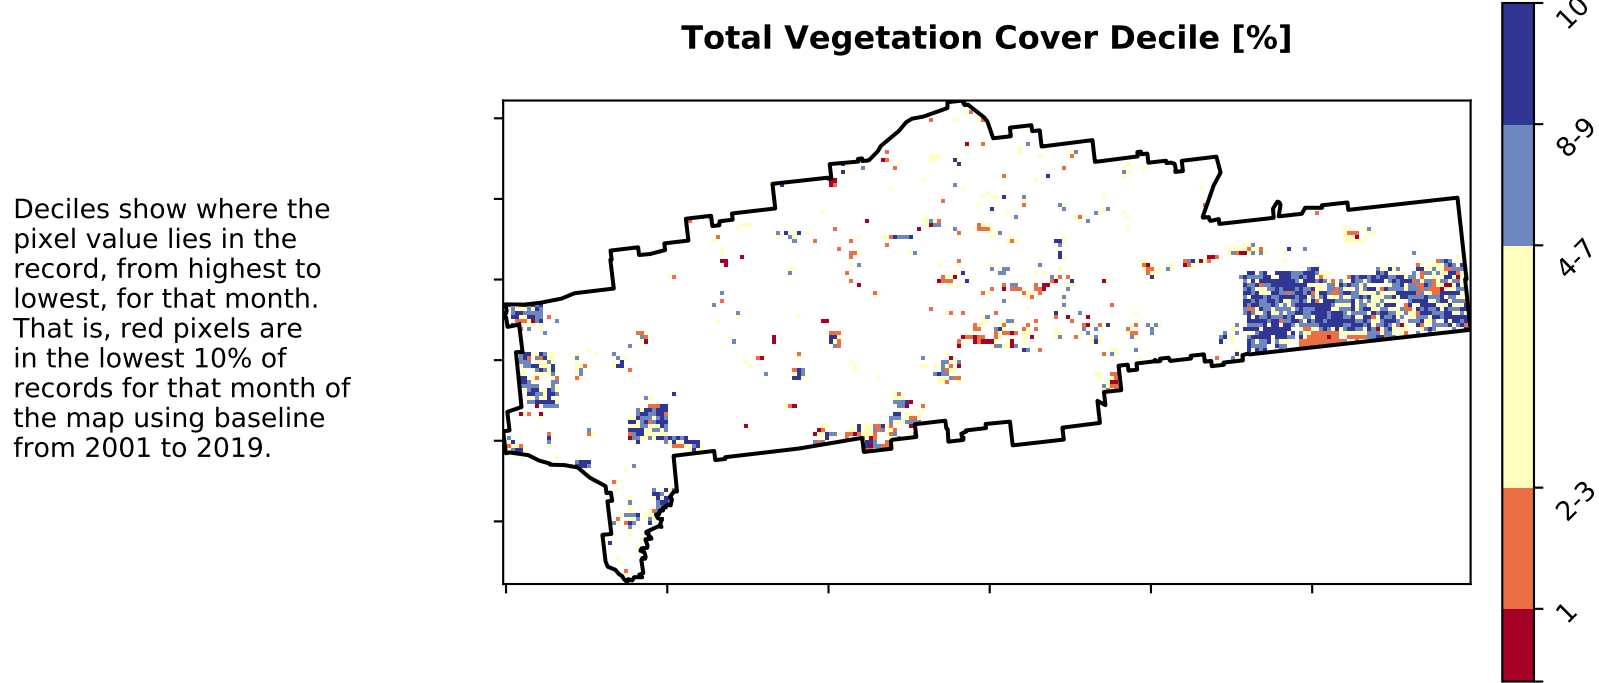 Total Vegetation Cover Decile [%]
Deciles show where the
pixel value lies in the
record, from highest to
lowest, for that month.
That is, red pixels are
in the lowest 10% of
records for that month of
the map using baseline
from 2001 to 2019.
10
8-9
4-7
2-3
1